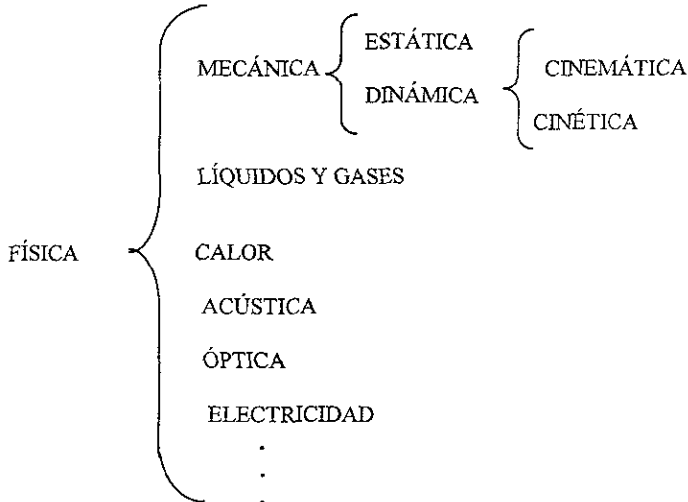 ESTÁTICA
MECÁNICA
CINEMÁTICA
DINÁMICA
CINÉTICA
LÍQUIDOS Y GASES
FÍSICA
CALOR
ACÚSTICA
ÓPTICA
ELECTRICIDAD
.
.
.